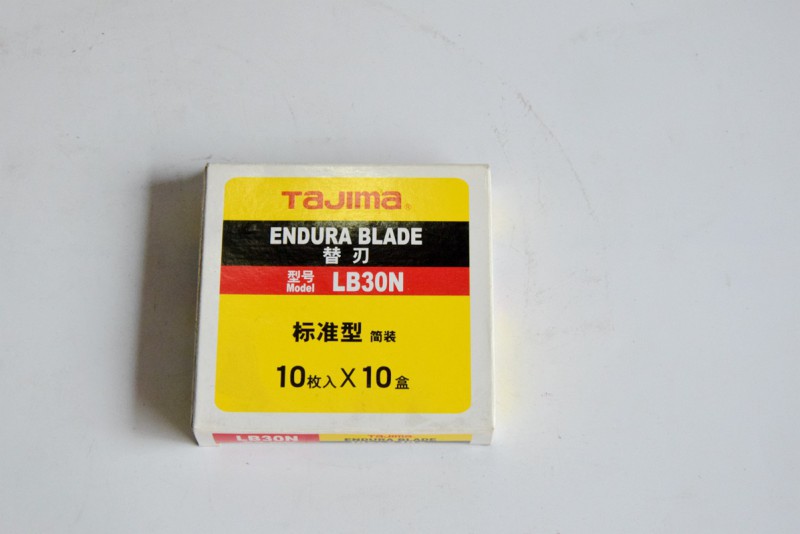 TaJIma®
ENDURA BLADE
替刃
型号 Model LB30N
标准型 简装
10枚入 X 10盒
LB30N
TaJIma
ENDURA BLADE